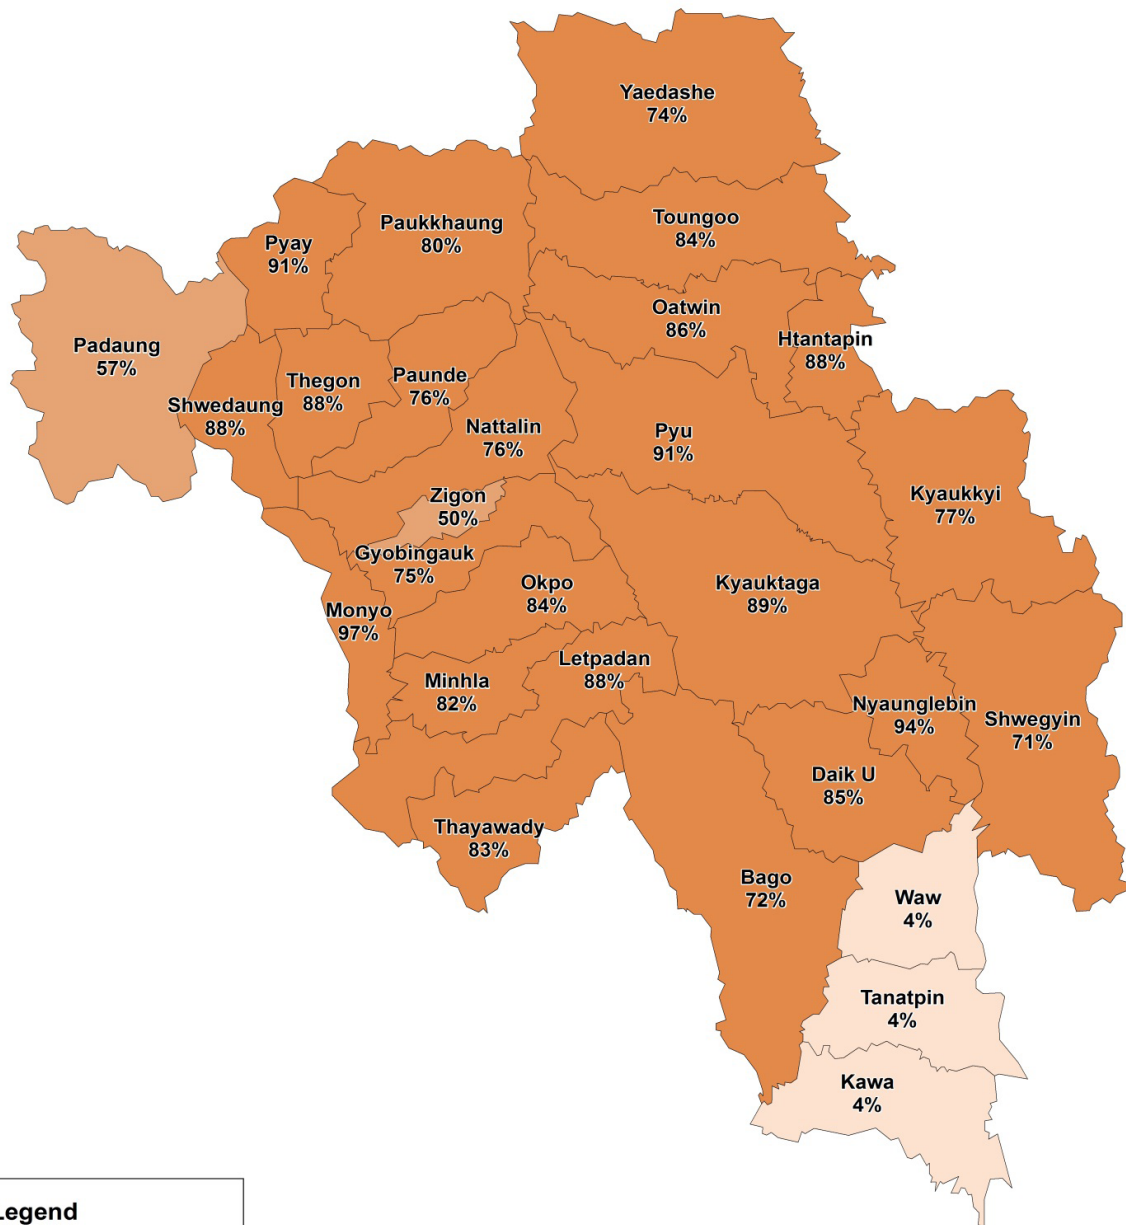 Yaedashe
74%
Paukkhaung
80%
Toungoo
84%
Pyay
91%
Oatwin
86%
Htantapin
88%
Padaung
57%
Thegon
88%
Paunde
76%
Shwedaung
88%
Nattalin
76%
Pyu
91%
Zigon
50%
Kyaukkyi
77%
Gyobingauk
75%
Okpo
84%
Kyauktaga
89%
Monyo
97%
Letpadan
88%
Minhla
82%
Nyaunglebin
94%
Shwegyin
71%
Daik U
85%
Thayawady
83%
Bago
72%
Waw
4%
Tanatpin
4%
Kawa
4%
Legend